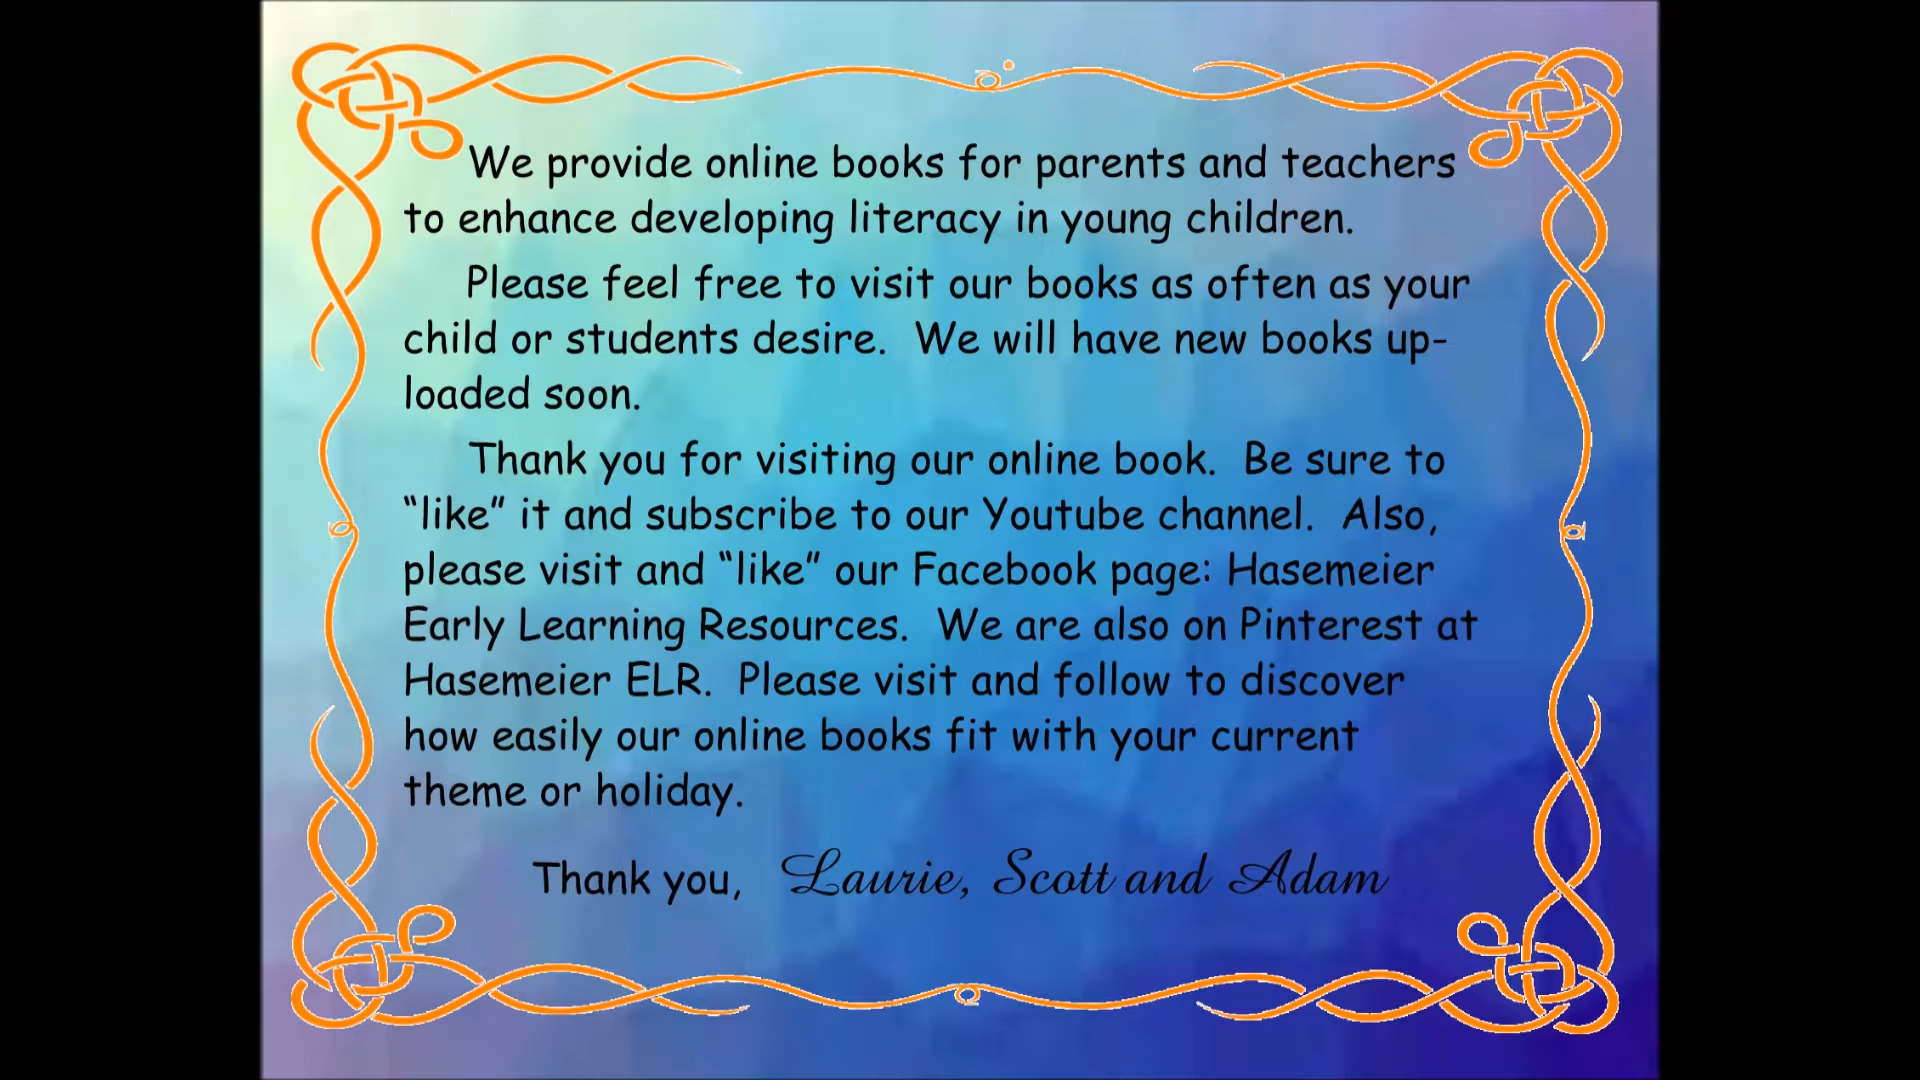 We provide online books for parents and teachers
to enhance developing literacy in young children.
Please feel free to visit our books as often as your
child or students desire.  We will have new books up-
loaded soon.
Thank you for visiting our online book.  Be sure to
“like” it and subscribe to our Youtube channel.  Also,
please visit and “like” our Facebook page: Hasemeier
Early Learning Resources.  We are also on Pinterest at
Hasemeier ELR.  Please visit and follow to discover
how easily our online books fit with your current
theme or holiday.
Thank you, Laurie, Scott and Adam